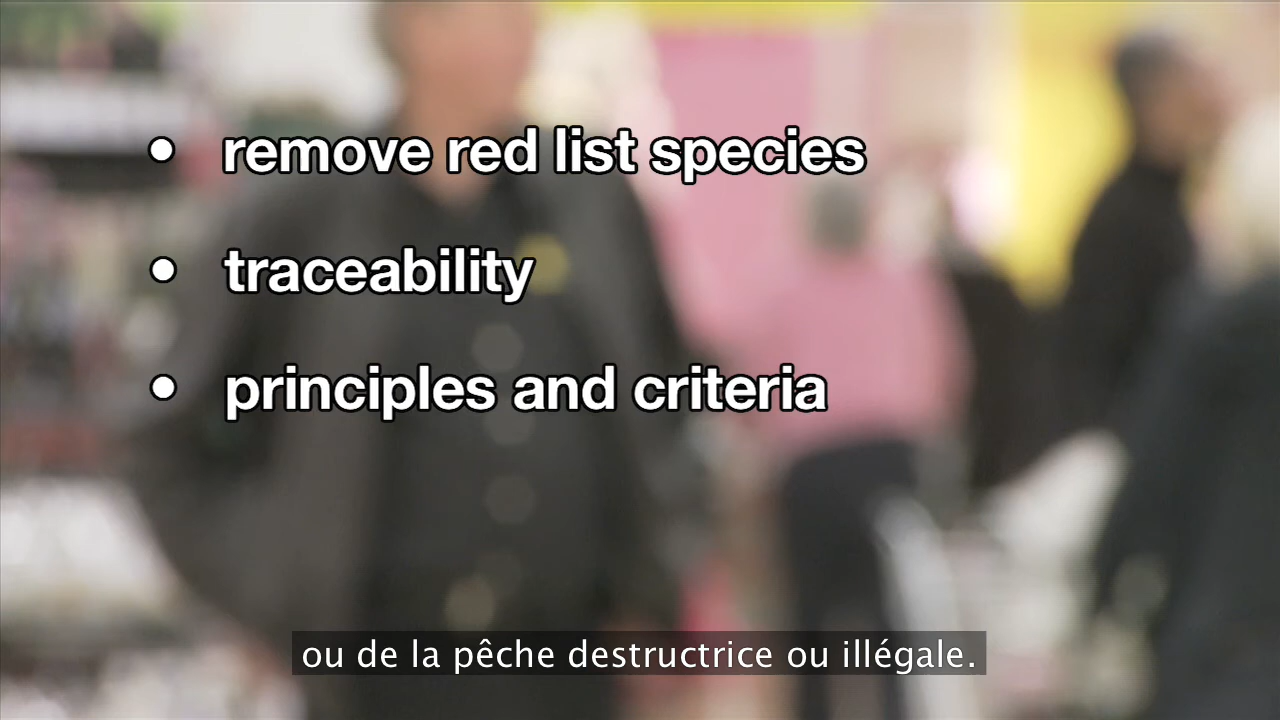 • remove red list species
• traceability
• principles and criteria
ou de la pêche destructrice ou illégale.